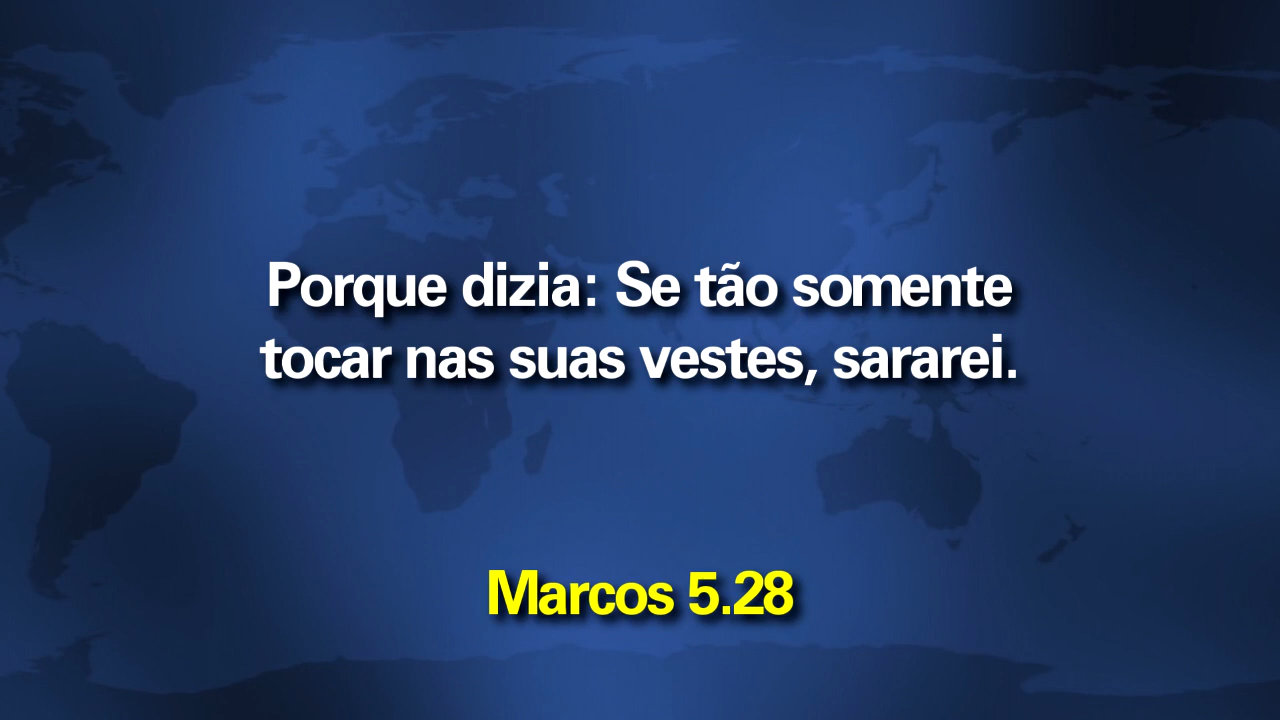 Porque dizia: Se tão somente
tocar nas suas vestes, sararei.
Marcos 5.28